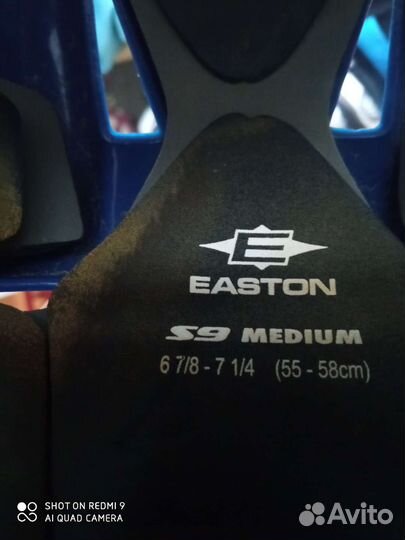 E
EASTON
S9 MEDIUM
6 7/8 - 7 1/4 (55 - 58cm)
SHOT ON REDMI 9
AI QUAD CAMERA
Avito